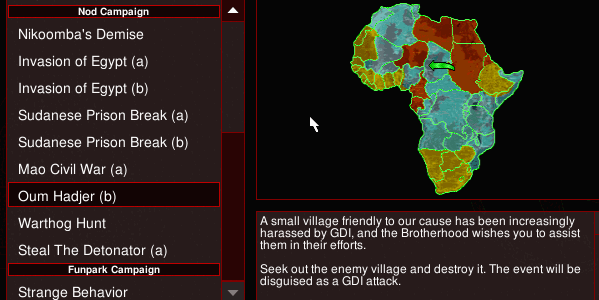 Nod Campaign
Nikoomba's Demise
Invasion of Egypt (a)
Invasion of Egypt (b)
Sudanese Prison Break (a)
Sudanese Prison Break (b)
Mao Civil War (a)
Oum Hadjer (b)
Warthog Hunt
Steal The Detonator (a)
Funpark Campaign
Strange Behavior
A small village friendly to our cause has been increasingly
harassed by GDI, and the Brotherhood wishes you to assist
them in their efforts.
Seek out the enemy village and destroy it. The event will be
disguised as a GDI attack.